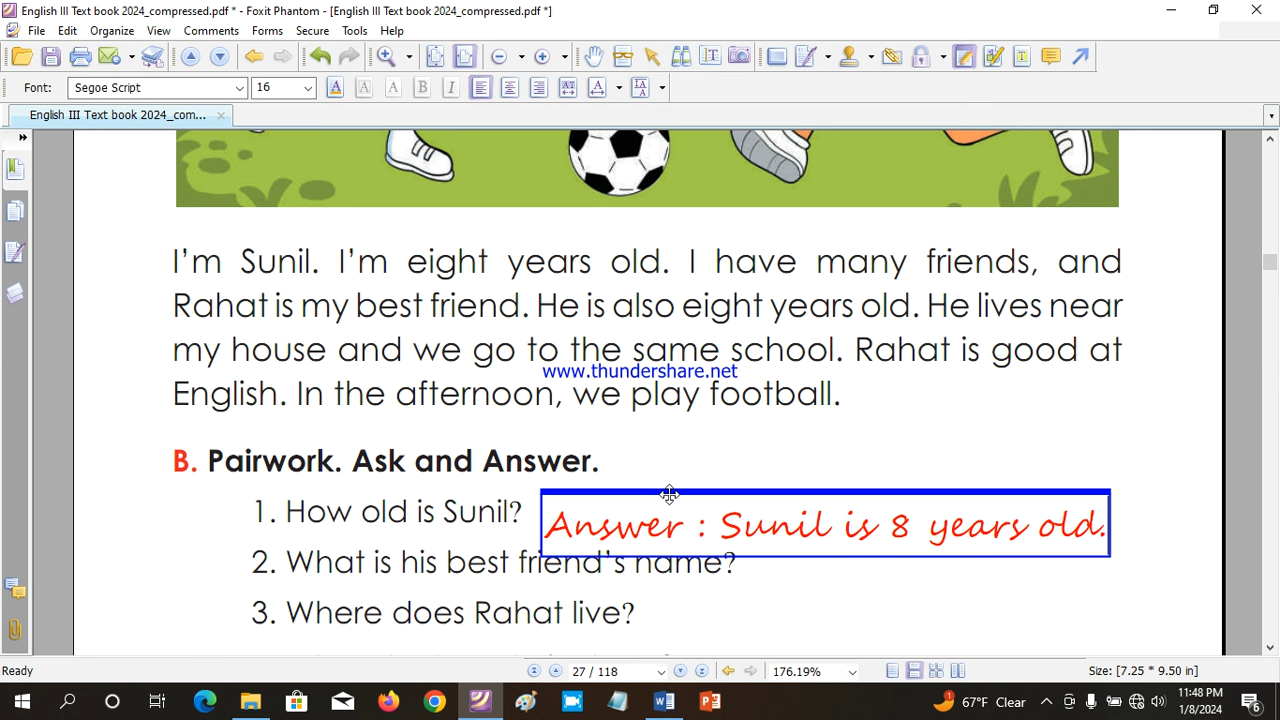 English III Text book 2024_compressed.pdf * - Foxit Phantom - [English III Text book 2024_compressed.pdf *]
File Edit Organize View Comments Forms Secure Tools Help
Font: Segoe Script 16
English III Text book 2024_com...
I'm Sunil. I'm eight years old. I have many friends, and
Rahat is my best friend. He is also eight years old. He lives near
my house and we go to the same school. Rahat is good at
www.thundershare.net
English. In the afternoon, we play football.
B. Pairwork. Ask and Answer.
1. How old is Sunil?
Answer : Sunil is 8 years old.
2. What is his best friend's name?
3. Where does Rahat live?
Ready 27 / 118 176.19% Size: [7.25 * 9.50 in]
67°F Clear 11:48 PM
1/8/2024